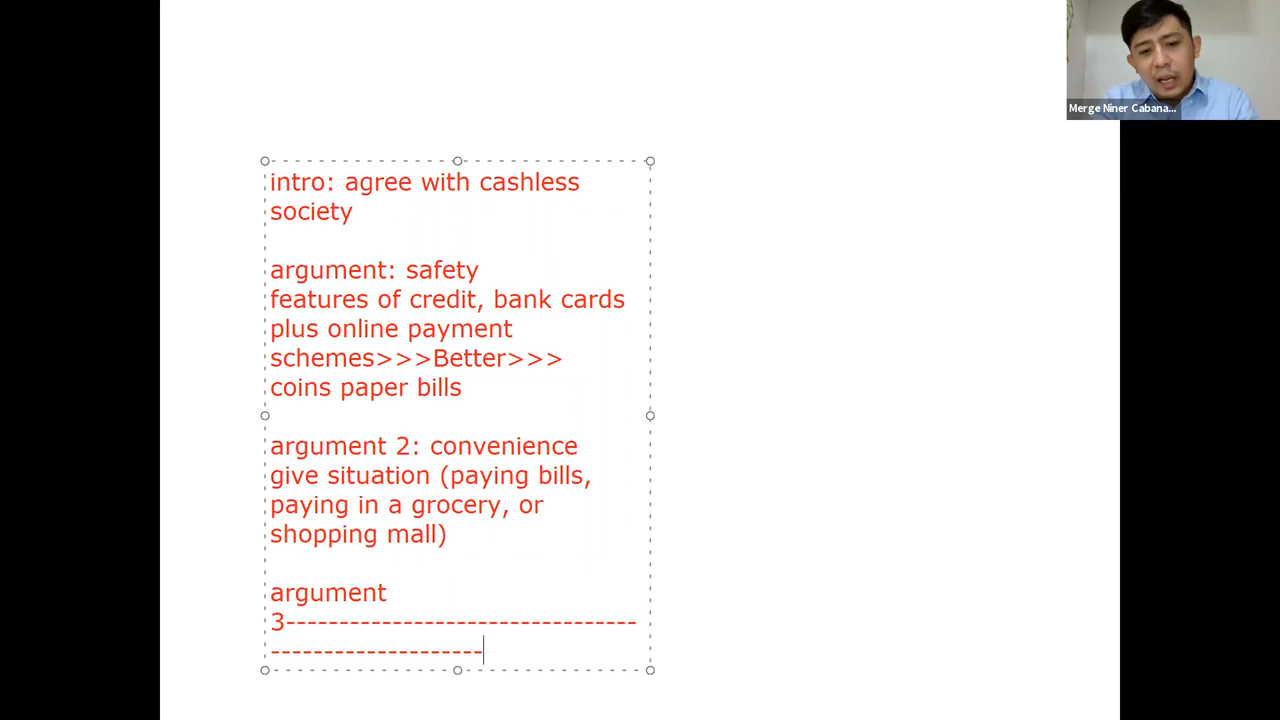 Merge Niner Cabana...
intro: agree with cashless
society
argument: safety
features of credit, bank cards
plus online payment
schemes>>>Better>>>
coins paper bills
argument 2: convenience
give situation (paying bills,
paying in a grocery, or
shopping mall)
argument
3---------------------------------
--------------------